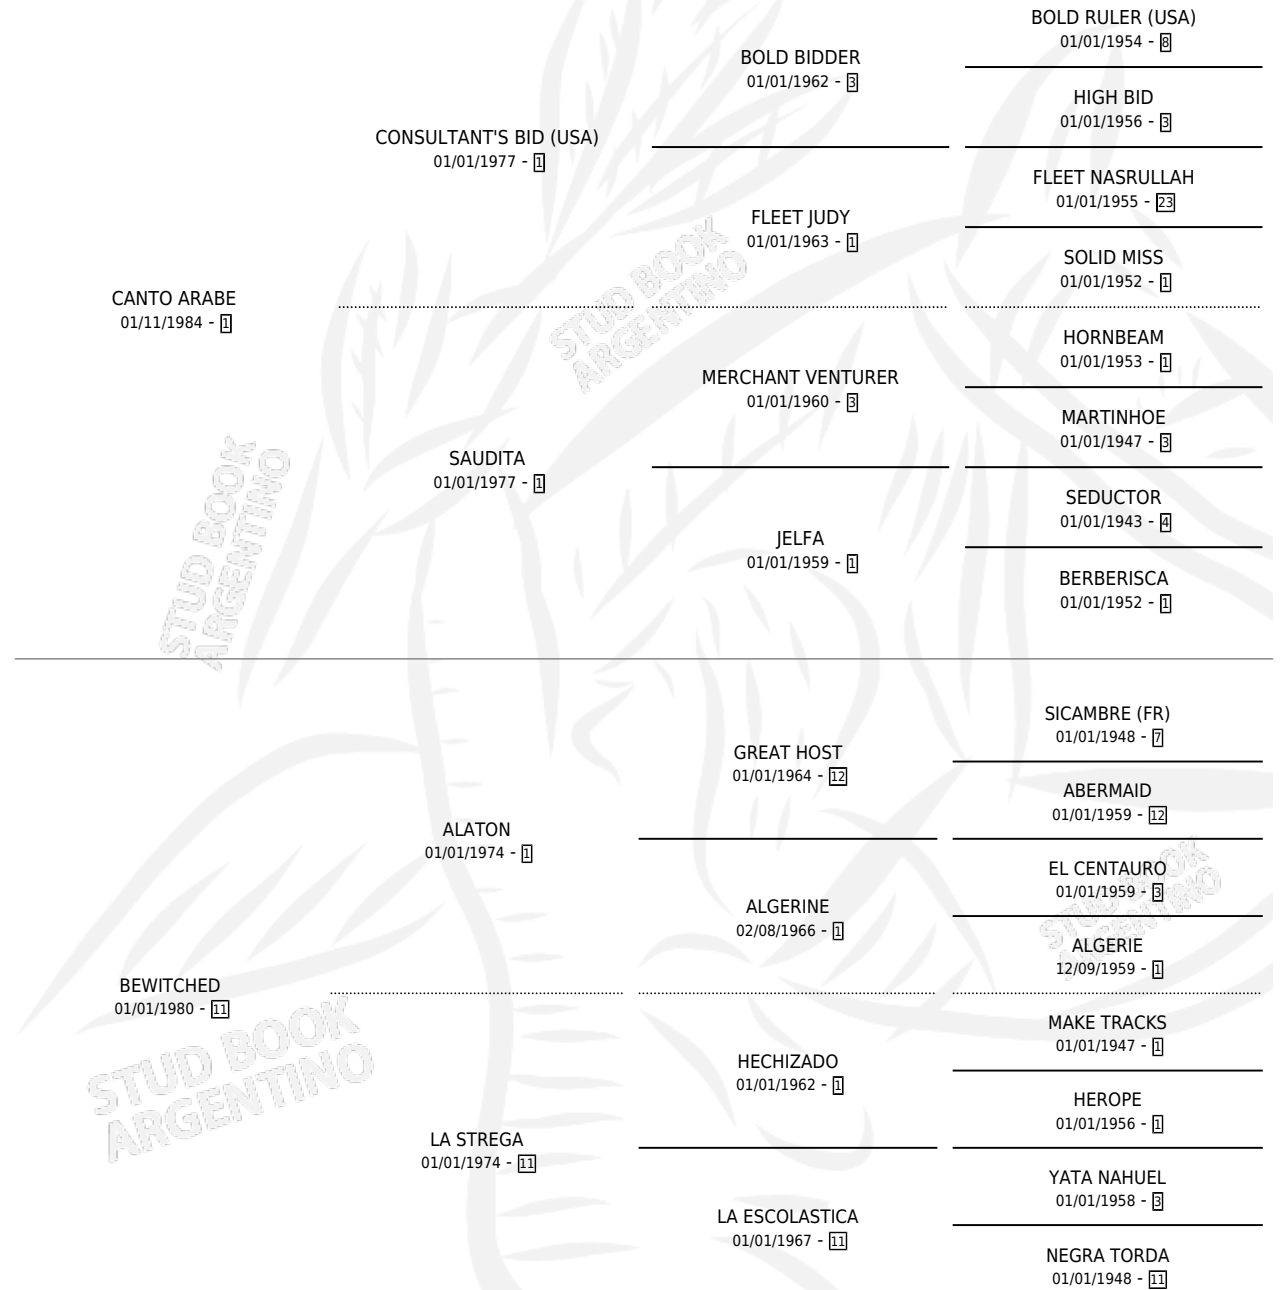 BOLD RULER (USA)
01/01/1954 - 8
BOLD BIDDER
01/01/1962 - 3
HIGH BID
01/01/1956 - 3
CONSULTANT'S BID (USA)
01/01/1977 - 1
FLEET NASRULLAH
01/01/1955 - 23
FLEET JUDY
01/01/1963 - 1
SOLID MISS
01/01/1952 - 1
CANTO ARABE
01/11/1984 - 1
STUD BOOK
ARGENTINO
HORNBEAM
01/01/1953 - 1
MERCHANT VENTURER
01/01/1960 - 3
MARTINHOE
01/01/1947 - 3
SAUDITA
01/01/1977 - 1
STUD BOOK
ARGENTINO
SEDUCTOR
01/01/1943 - 4
JELFA
01/01/1959 - 1
BERBERISCA
01/01/1952 - 1
SICAMBRE (FR)
01/01/1948 - 7
GREAT HOST
01/01/1964 - 12
ABERMAID
01/01/1959 - 12
ALATON
01/01/1974 - 1
EL CENTAURO
01/01/1959 - 3
STUD BOOK
ARGENTINO
ALGERINE
02/08/1966 - 1
ALGERIE
12/09/1959 - 1
BEWITCHED
01/01/1980 - 11
STUD BOOK
ARGENTINO
MAKE TRACKS
01/01/1947 - 1
HECHIZADO
01/01/1962 - 1
HEROPE
01/01/1956 - 1
LA STREGA
01/01/1974 - 11
YATA NAHUEL
01/01/1958 - 3
LA ESCOLASTICA
01/01/1967 - 11
NEGRA TORDA
01/01/1948 - 11